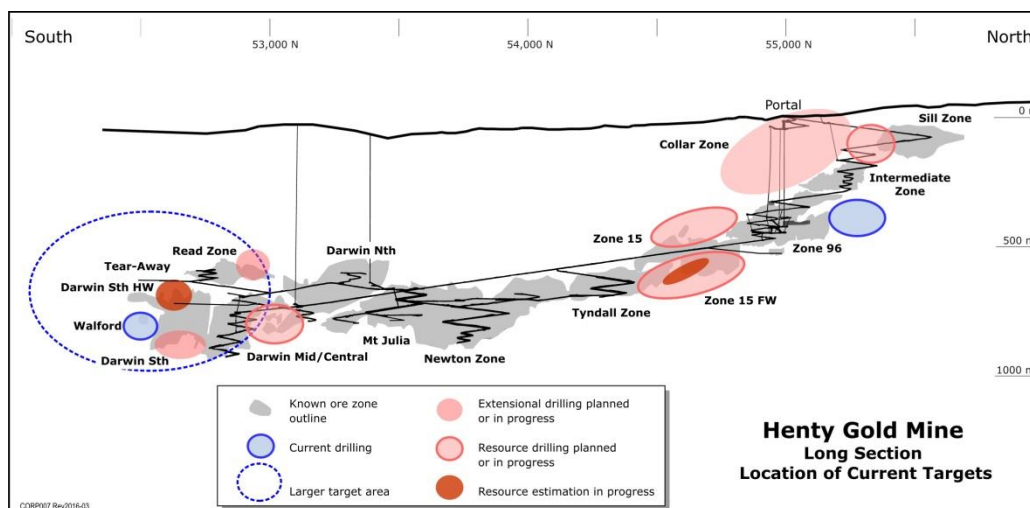 South
53,000 N
54,000 N
55,000 N
North
Portal
0
Sill Zone
Collar Zone
Intermediate
Zone
Zone 15
Zone 96
500 m
Read Zone
Darwin Nth
Tear-Away
Darwin Sth HW
Walford
Darwin Sth
Darwin Mid/Central
Mt Julia
Newton Zone
Tyndall Zone
Zone 15 FW
1000 m
Known ore zone
outline
Current drilling
Larger target area
Extensional drilling planned
or in progress
Resource drilling planned
or in progress
Resource estimation in progress
Henty Gold Mine
Long Section
Location of Current Targets
CORP007 Rev2016-03